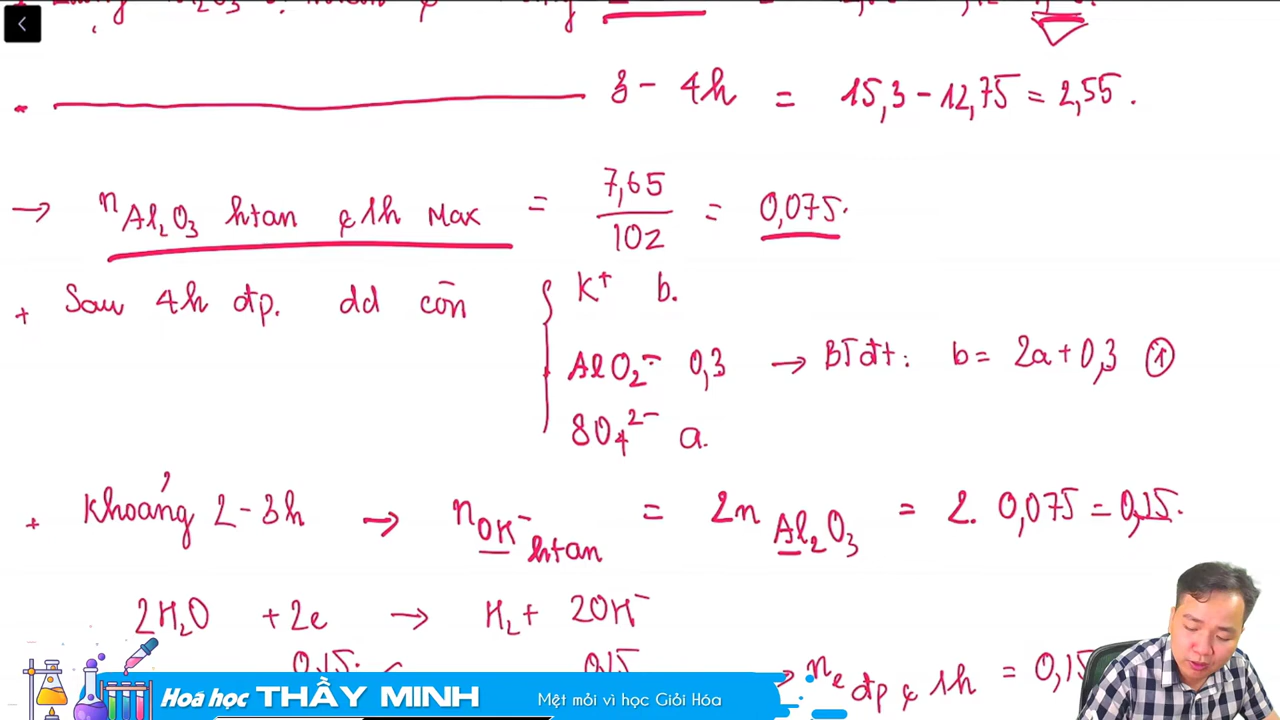 3 - 4h = 15,3 - 12,75 = 2,55.
→ nAl₂O₃ htan 1h Max = 7,65/102 = 0,075.
+ Sau 4h đp. dd còn { K⁺ b.
AlO₂⁻ 0,3 → BTđt: b = 2a + 0,3 ①
SO₄²⁻ a.
+ Khoảng 2 - 3h → nOH⁻ htan = 2nAl₂O₃ = 2. 0,075 = 0,15.
2H₂O + 2e → H₂ + 2OH⁻
0,15. 0,15 → ne đp 1h = 0,15
Hoá học THẦY MINH Mệt mỏi vì học Giỏi Hóa